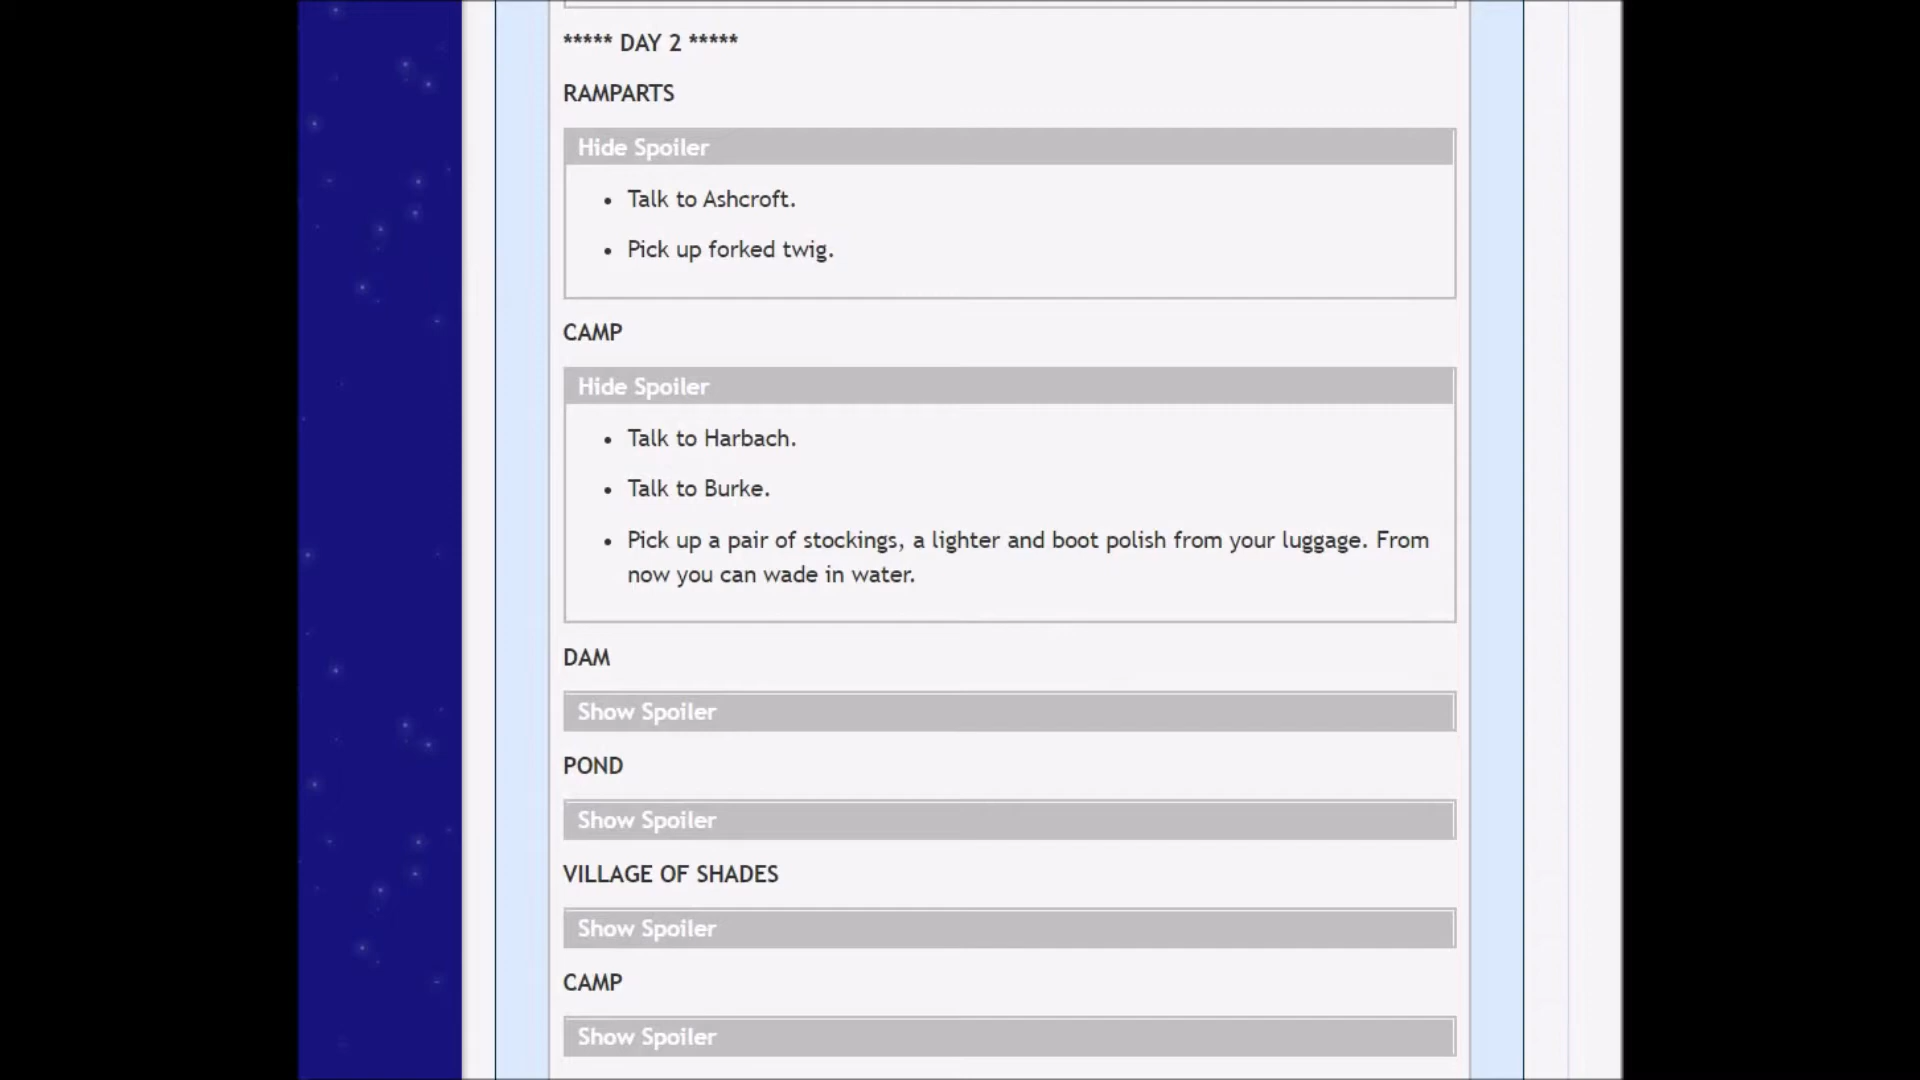 ***** DAY 2 *****
RAMPARTS
Hide Spoiler
• Talk to Ashcroft.
• Pick up forked twig.
CAMP
Hide Spoiler
• Talk to Harbach.
• Talk to Burke.
• Pick up a pair of stockings, a lighter and boot polish from your luggage. From
now you can wade in water.
DAM
Show Spoiler
POND
Show Spoiler
VILLAGE OF SHADES
Show Spoiler
CAMP
Show Spoiler